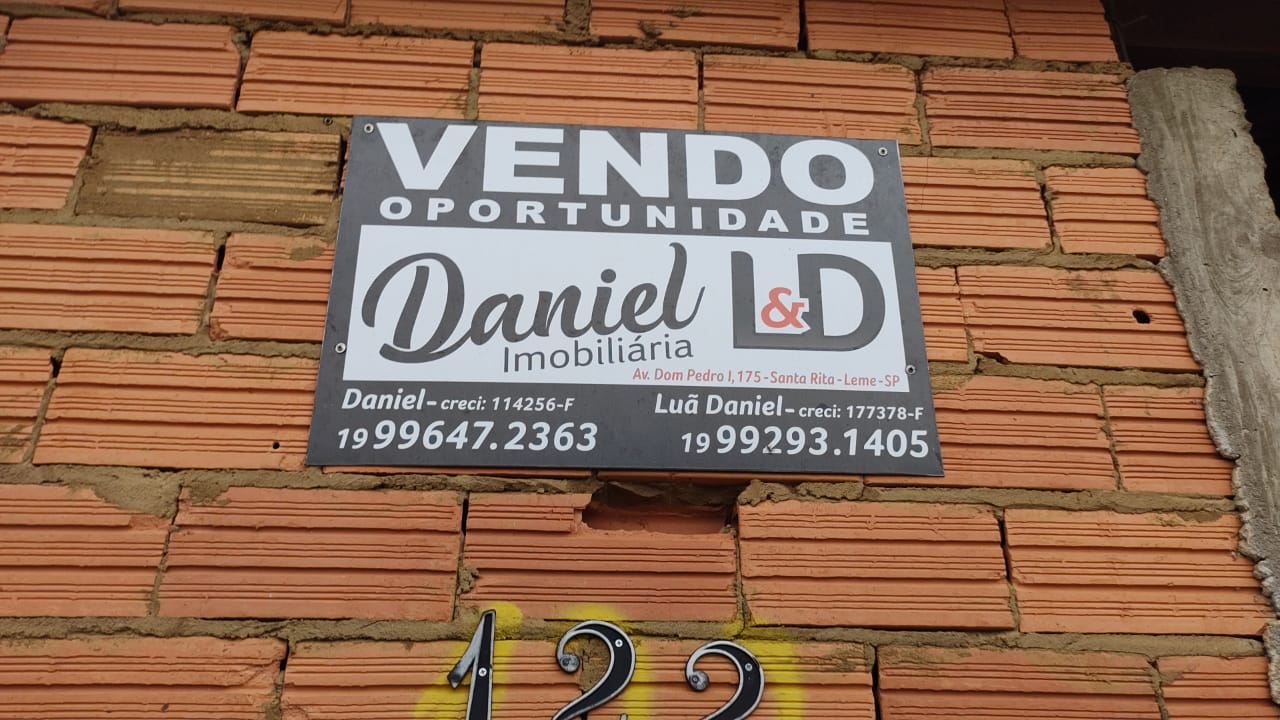 VENDO
OPORTUNIDADE
Daniel
Imobiliária
L&D
Av. Dom Pedro I, 175 - Santa Rita - Leme - SP
Daniel - creci: 114256-F
19 99647.2363
Luã Daniel - creci: 177378-F
19 99293.1405
12